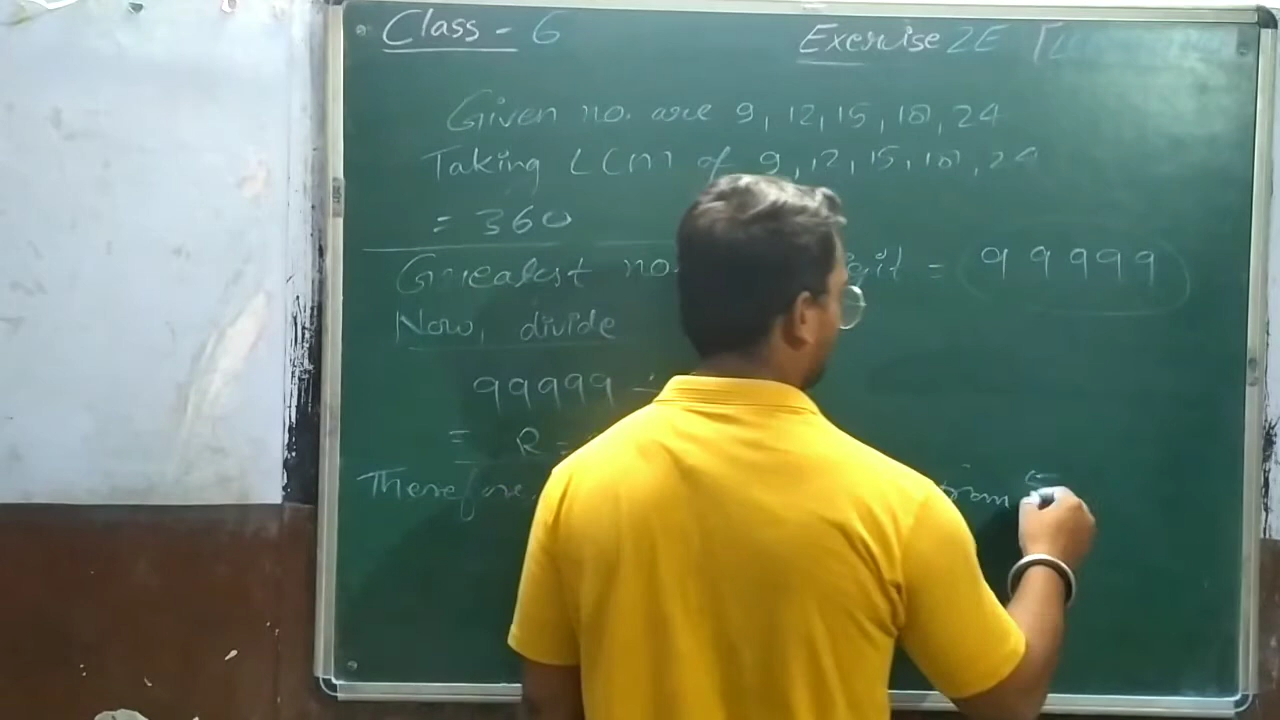 Class - 6
Exercise 2E
Given no. are 9, 12, 15, 18, 24
Taking LCM of 9, 12, 15, 18, 24
= 360
Greatest no. = 99999
Now, divide
99999 ÷
= R =
Therefore, from 5